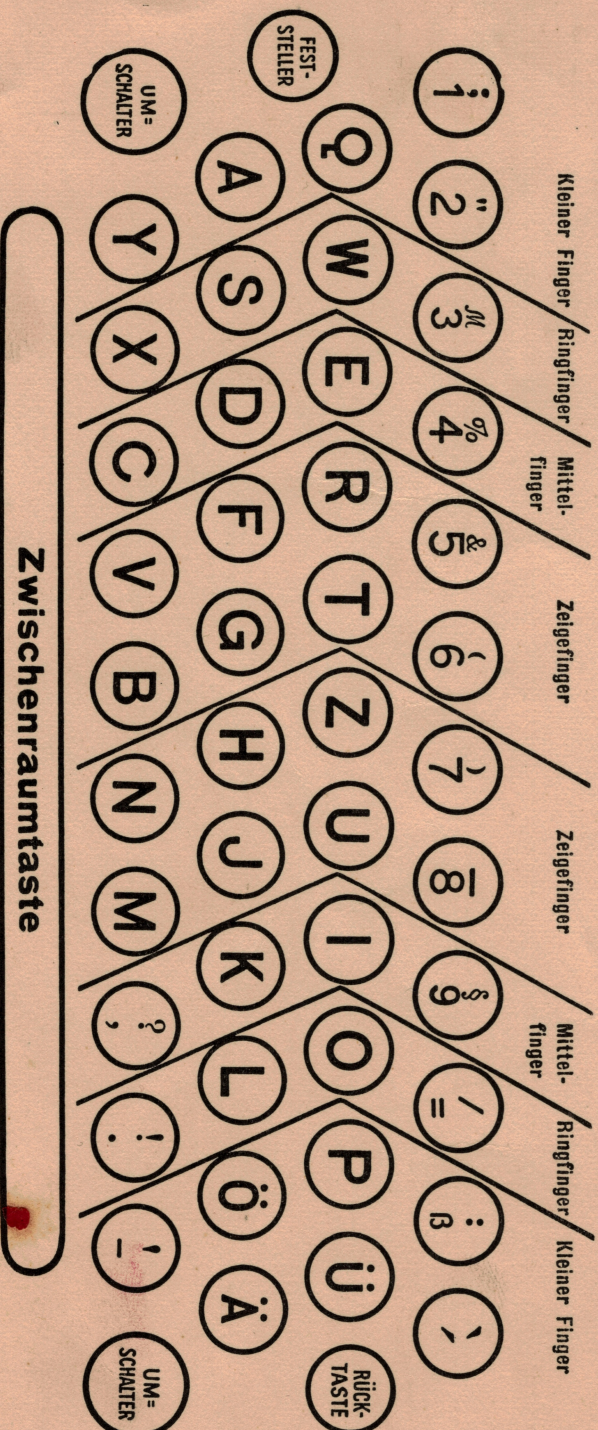 Kleiner Finger Ringfinger Mittel-
finger Zeigefinger Zeigefinger Mittel-
finger Ringfinger Kleiner Finger
; 1 " 2 M 3 % 4 & 5 ( 6 ) 7 _ 8 § 9 / = : ß ´ `
FEST-
STELLER
Q W E R T Z U I O P Ü
RÜCK-
TASTE
A S D F G H J K L Ö Ä
UM=
SCHALTER
Y X C V B N M ? , ! . ' -
UM=
SCHALTER
Zwischenraumtaste